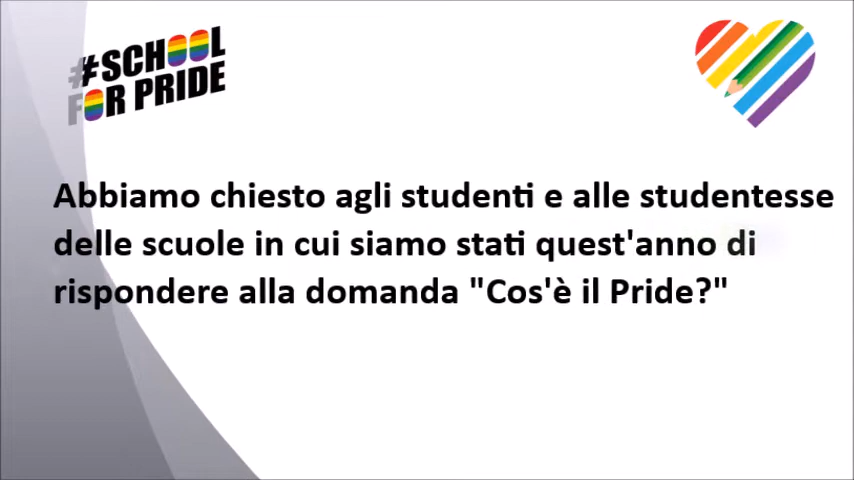 #SCHOOL
FOR PRIDE
Abbiamo chiesto agli studenti e alle studentesse
delle scuole in cui siamo stati quest'anno di
rispondere alla domanda "Cos'è il Pride?"